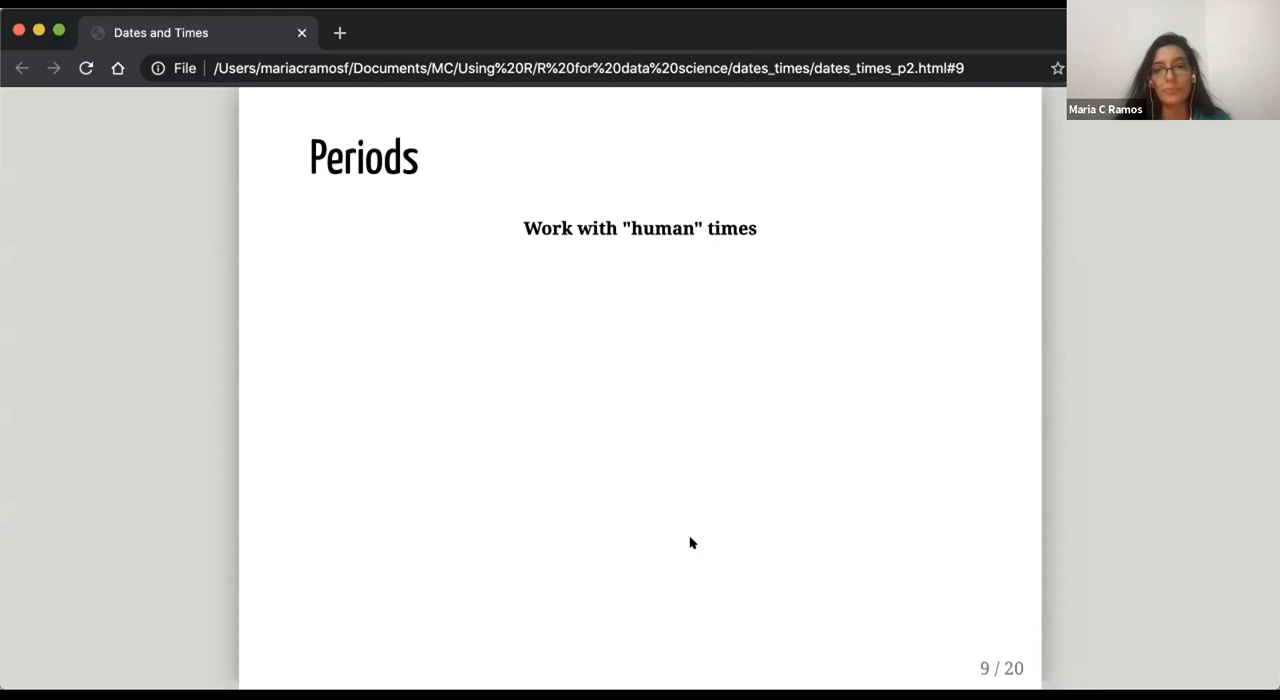 Dates and Times
File
/Users/mariacramosf/Documents/MC/Using%20R/R%20for%20data%20science/dates_times/dates_times_p2.html#9
Maria C Ramos
Periods
Work with "human" times
9 / 20